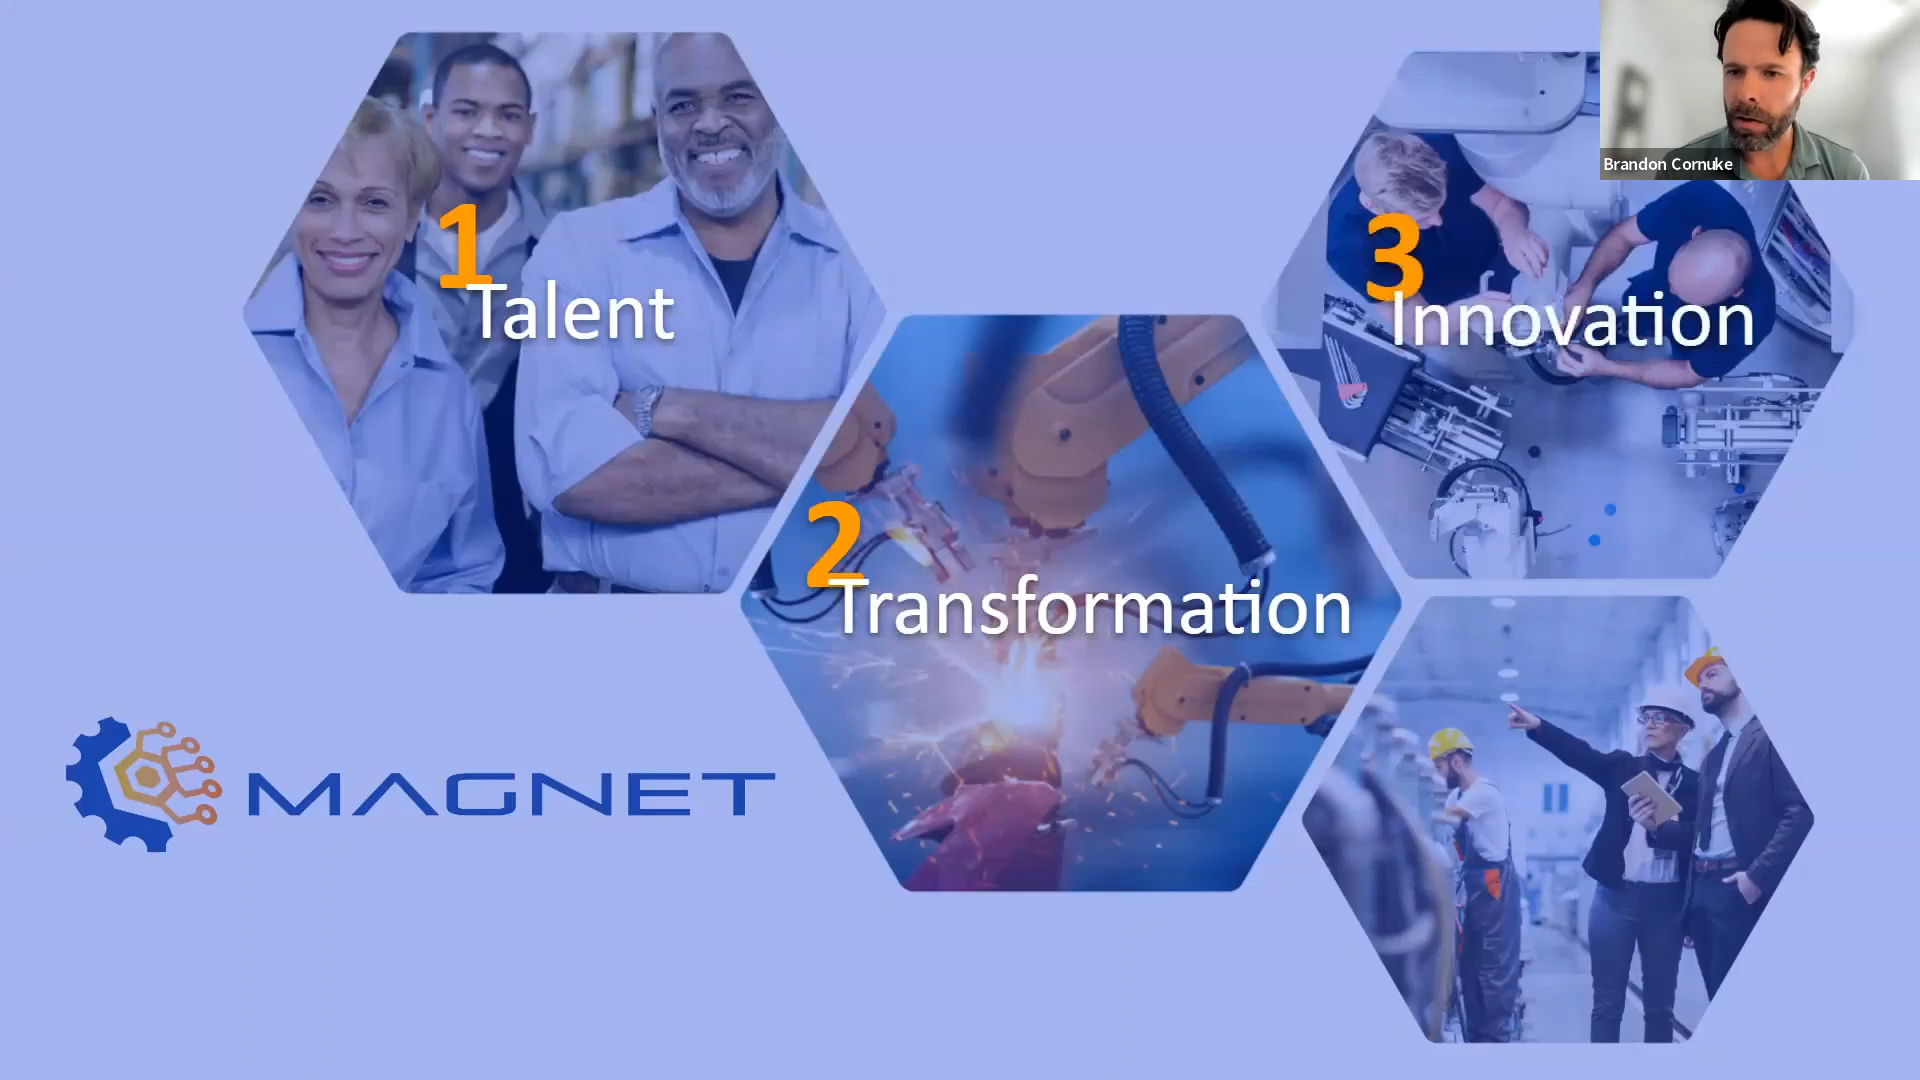 Brandon Cornuke
1
Talent
3
Innovation
2
Transformation
MAGNET